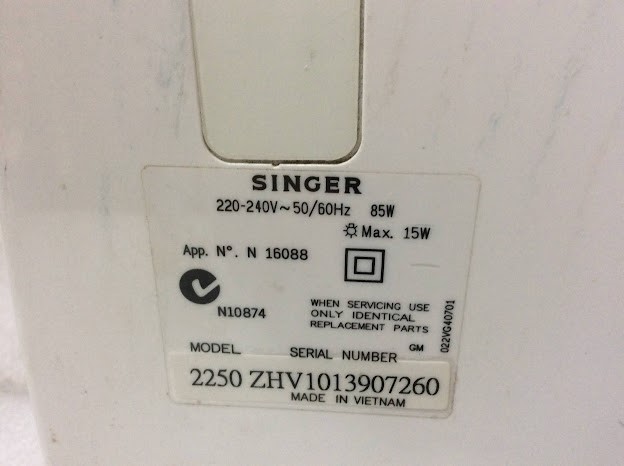 SINGER
220-240V~50/60Hz 85W
Max. 15W
App. N°. N 16088
N10874
WHEN SERVICING USE
ONLY IDENTICAL
REPLACEMENT PARTS
GM
022VG40701
MODEL SERIAL NUMBER
2250 ZHV1013907260
MADE IN VIETNAM